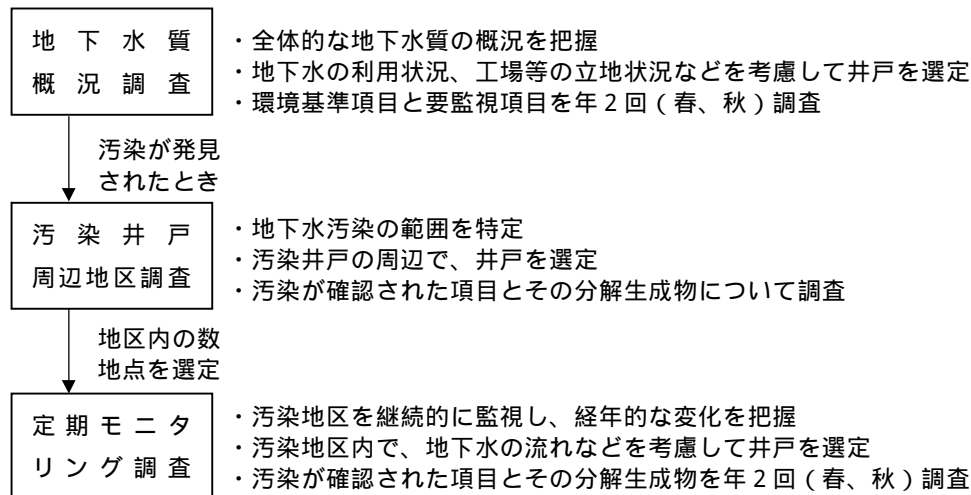 地下水質
概況調査
・全体的な地下水質の概況を把握
・地下水の利用状況、工場等の立地状況などを考慮して井戸を選定
・環境基準項目と要監視項目を年2回（春、秋）調査
汚染が発見
されたとき
汚染井戸
周辺地区調査
・地下水汚染の範囲を特定
・汚染井戸の周辺で、井戸を選定
・汚染が確認された項目とその分解生成物について調査
地区内の数
地点を選定
定期モニタ
リング調査
・汚染地区を継続的に監視し、経年的な変化を把握
・汚染地区内で、地下水の流れなどを考慮して井戸を選定
・汚染が確認された項目とその分解生成物を年2回（春、秋）調査